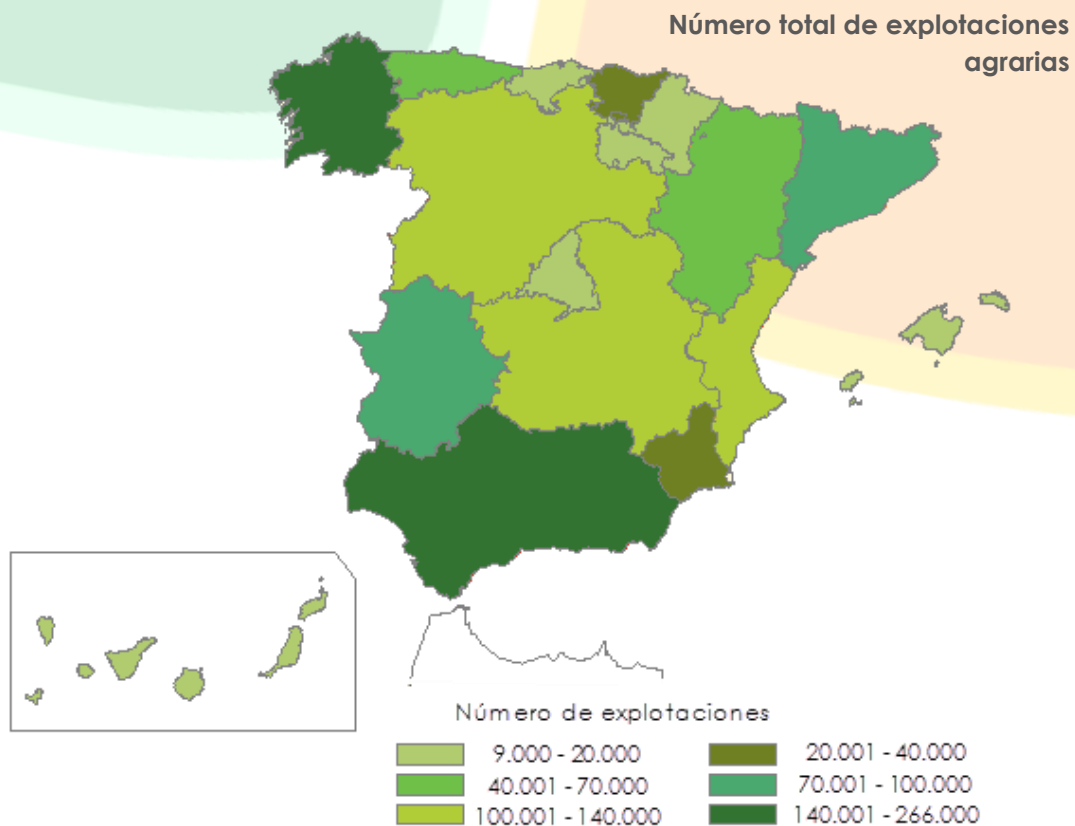 Número total de explotaciones
agrarias
Número de explotaciones
9.000 - 20.000
20.001 - 40.000
40.001 - 70.000
70.001 - 100.000
100.001 - 140.000
140.001 - 266.000